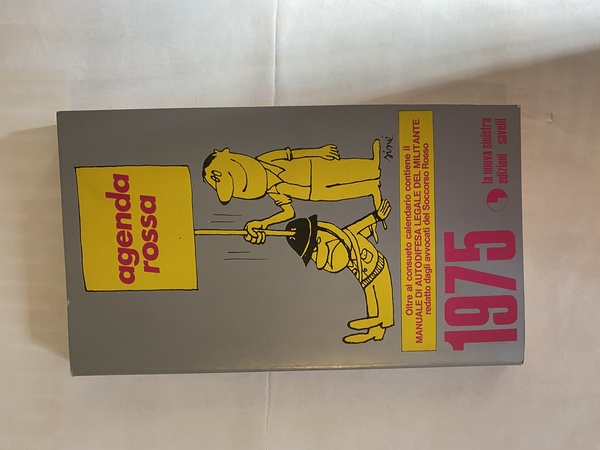 agenda
rossa
siné
Oltre al consueto calendario contiene il
MANUALE DI AUTODIFESA LEGALE DEL MILITANTE
redatto dagli avvocati del Soccorso Rosso
1975
la nuova sinistra
edizioni savelli